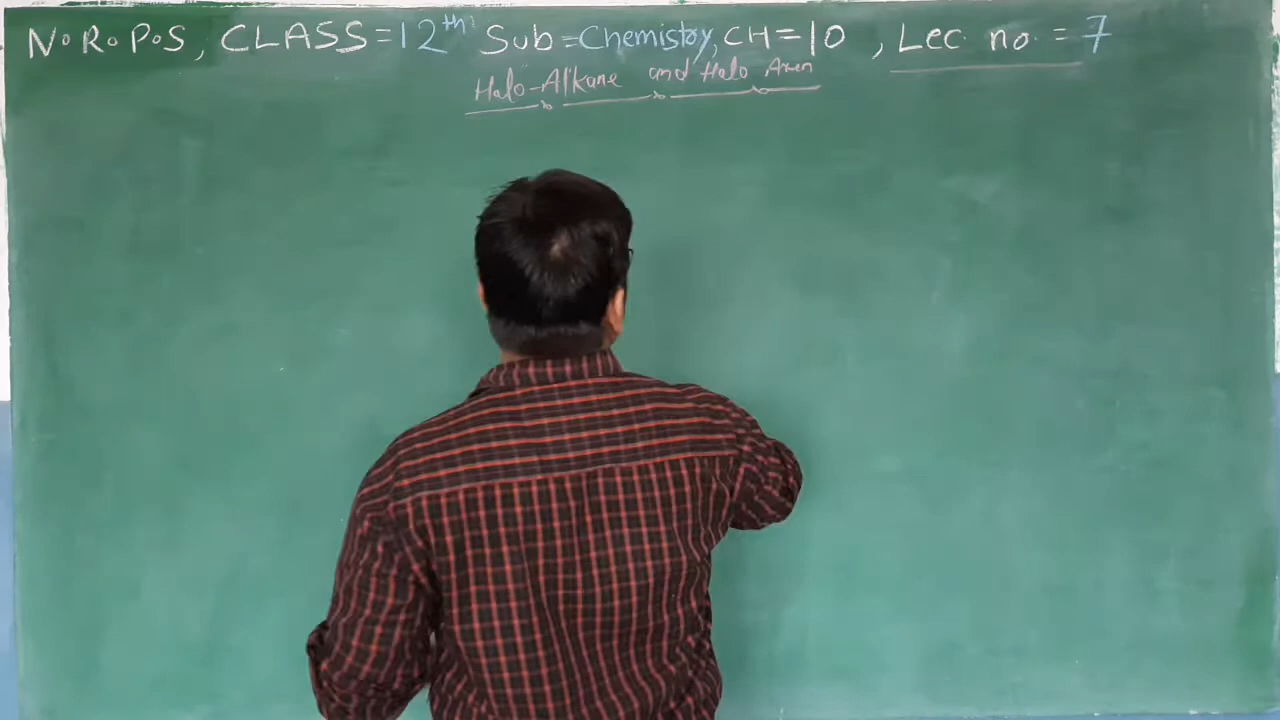 N.R.P.S, CLASS=12th Sub=Chemistry, CH=10, Lec no.=7
Halo-Alkane and Halo Aren